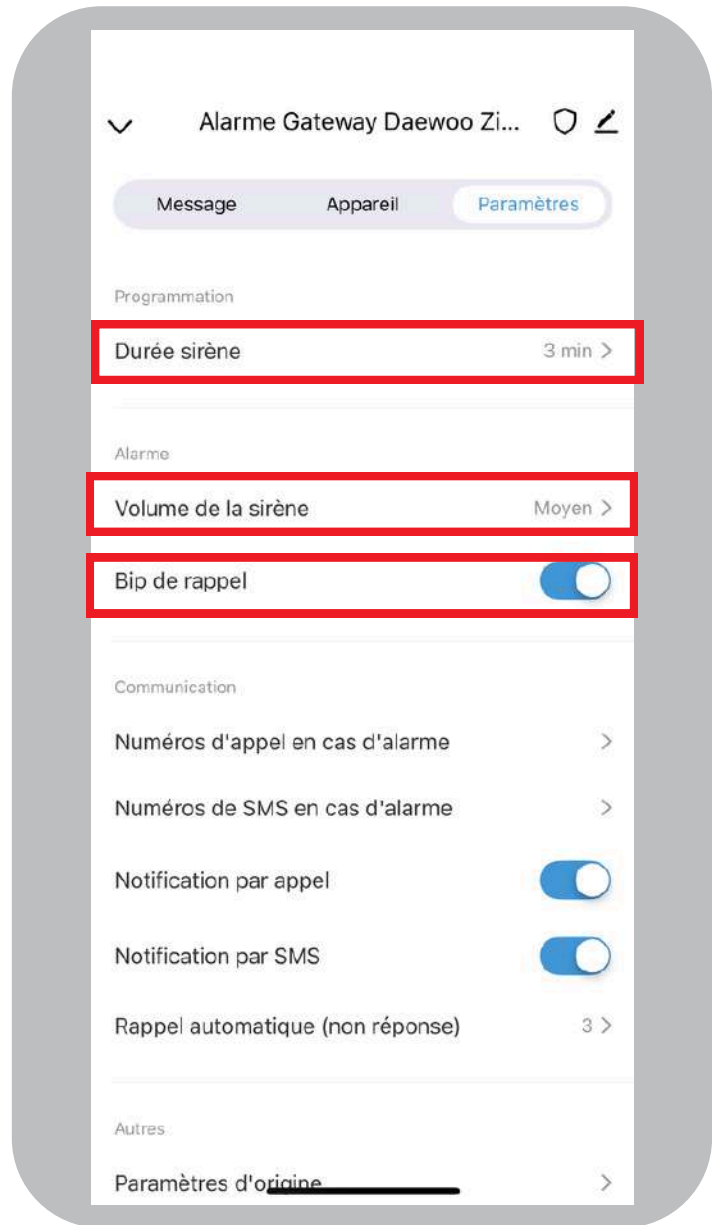 Alarme Gateway Daewoo Zi...
Message Appareil Paramètres
Programmation
Durée sirène 3 min >
Alarme
Volume de la sirène Moyen >
Bip de rappel
Communication
Numéros d'appel en cas d'alarme >
Numéros de SMS en cas d'alarme >
Notification par appel
Notification par SMS
Rappel automatique (non réponse) 3 >
Autres
Paramètres d'origine >